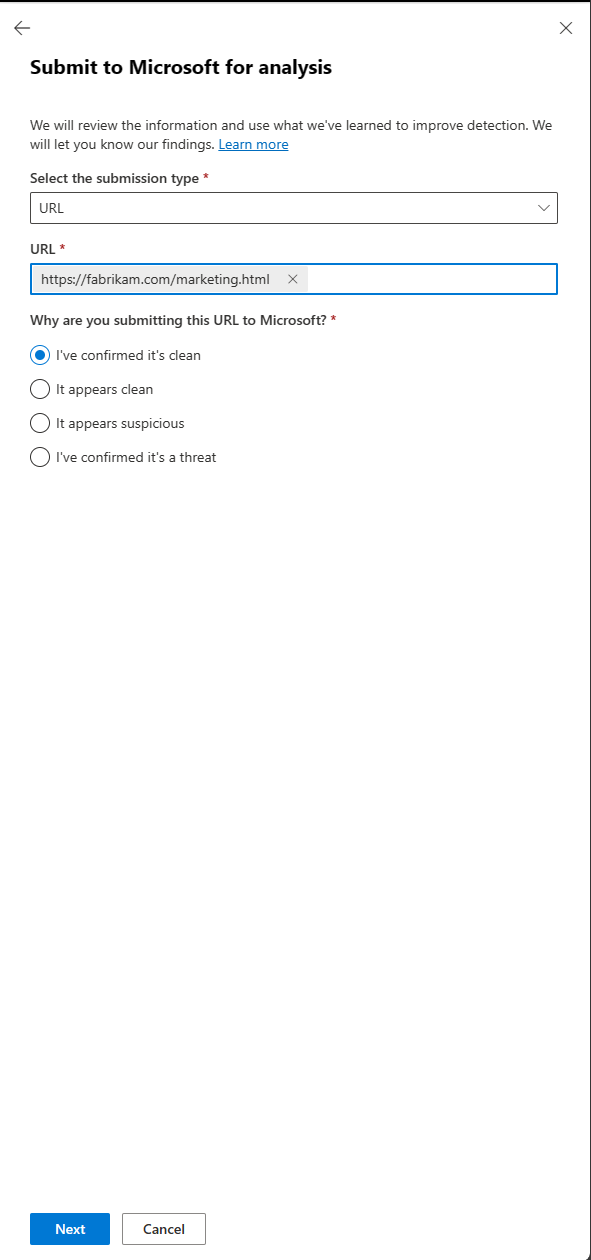 Submit to Microsoft for analysis
We will review the information and use what we've learned to improve detection. We
will let you know our findings. Learn more
Select the submission type *
URL
URL *
https://fabrikam.com/marketing.html
Why are you submitting this URL to Microsoft? *
I've confirmed it's clean
It appears clean
It appears suspicious
I've confirmed it's a threat
Next Cancel